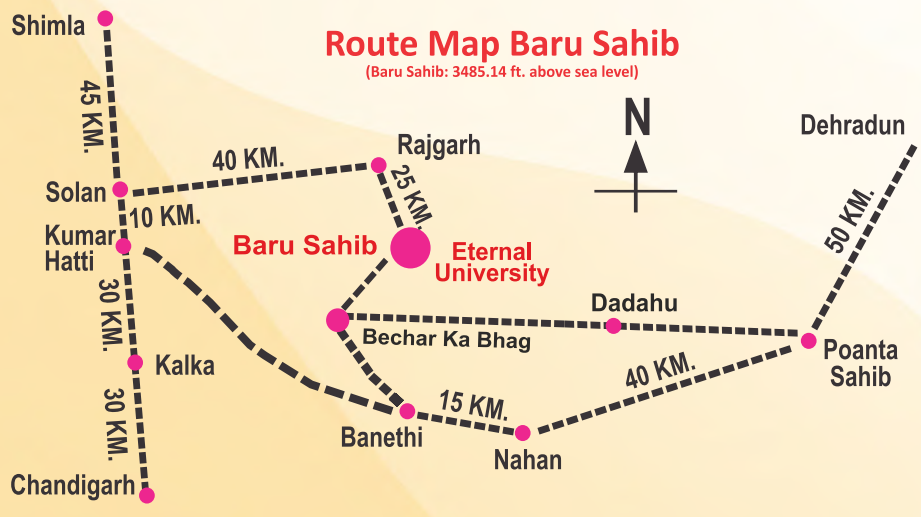 Shimla
Route Map Baru Sahib
(Baru Sahib: 3485.14 ft. above sea level)
45 KM.
N
Dehradun
Rajgarh
40 KM.
25 KM.
Solan
10 KM.
50 KM.
Kumar
Hatti
Baru Sahib
Eternal
University
30 KM.
Dadahu
Bechar Ka Bhag
Kalka
Poanta
Sahib
40 KM.
30 KM.
15 KM.
Banethi
Nahan
Chandigarh